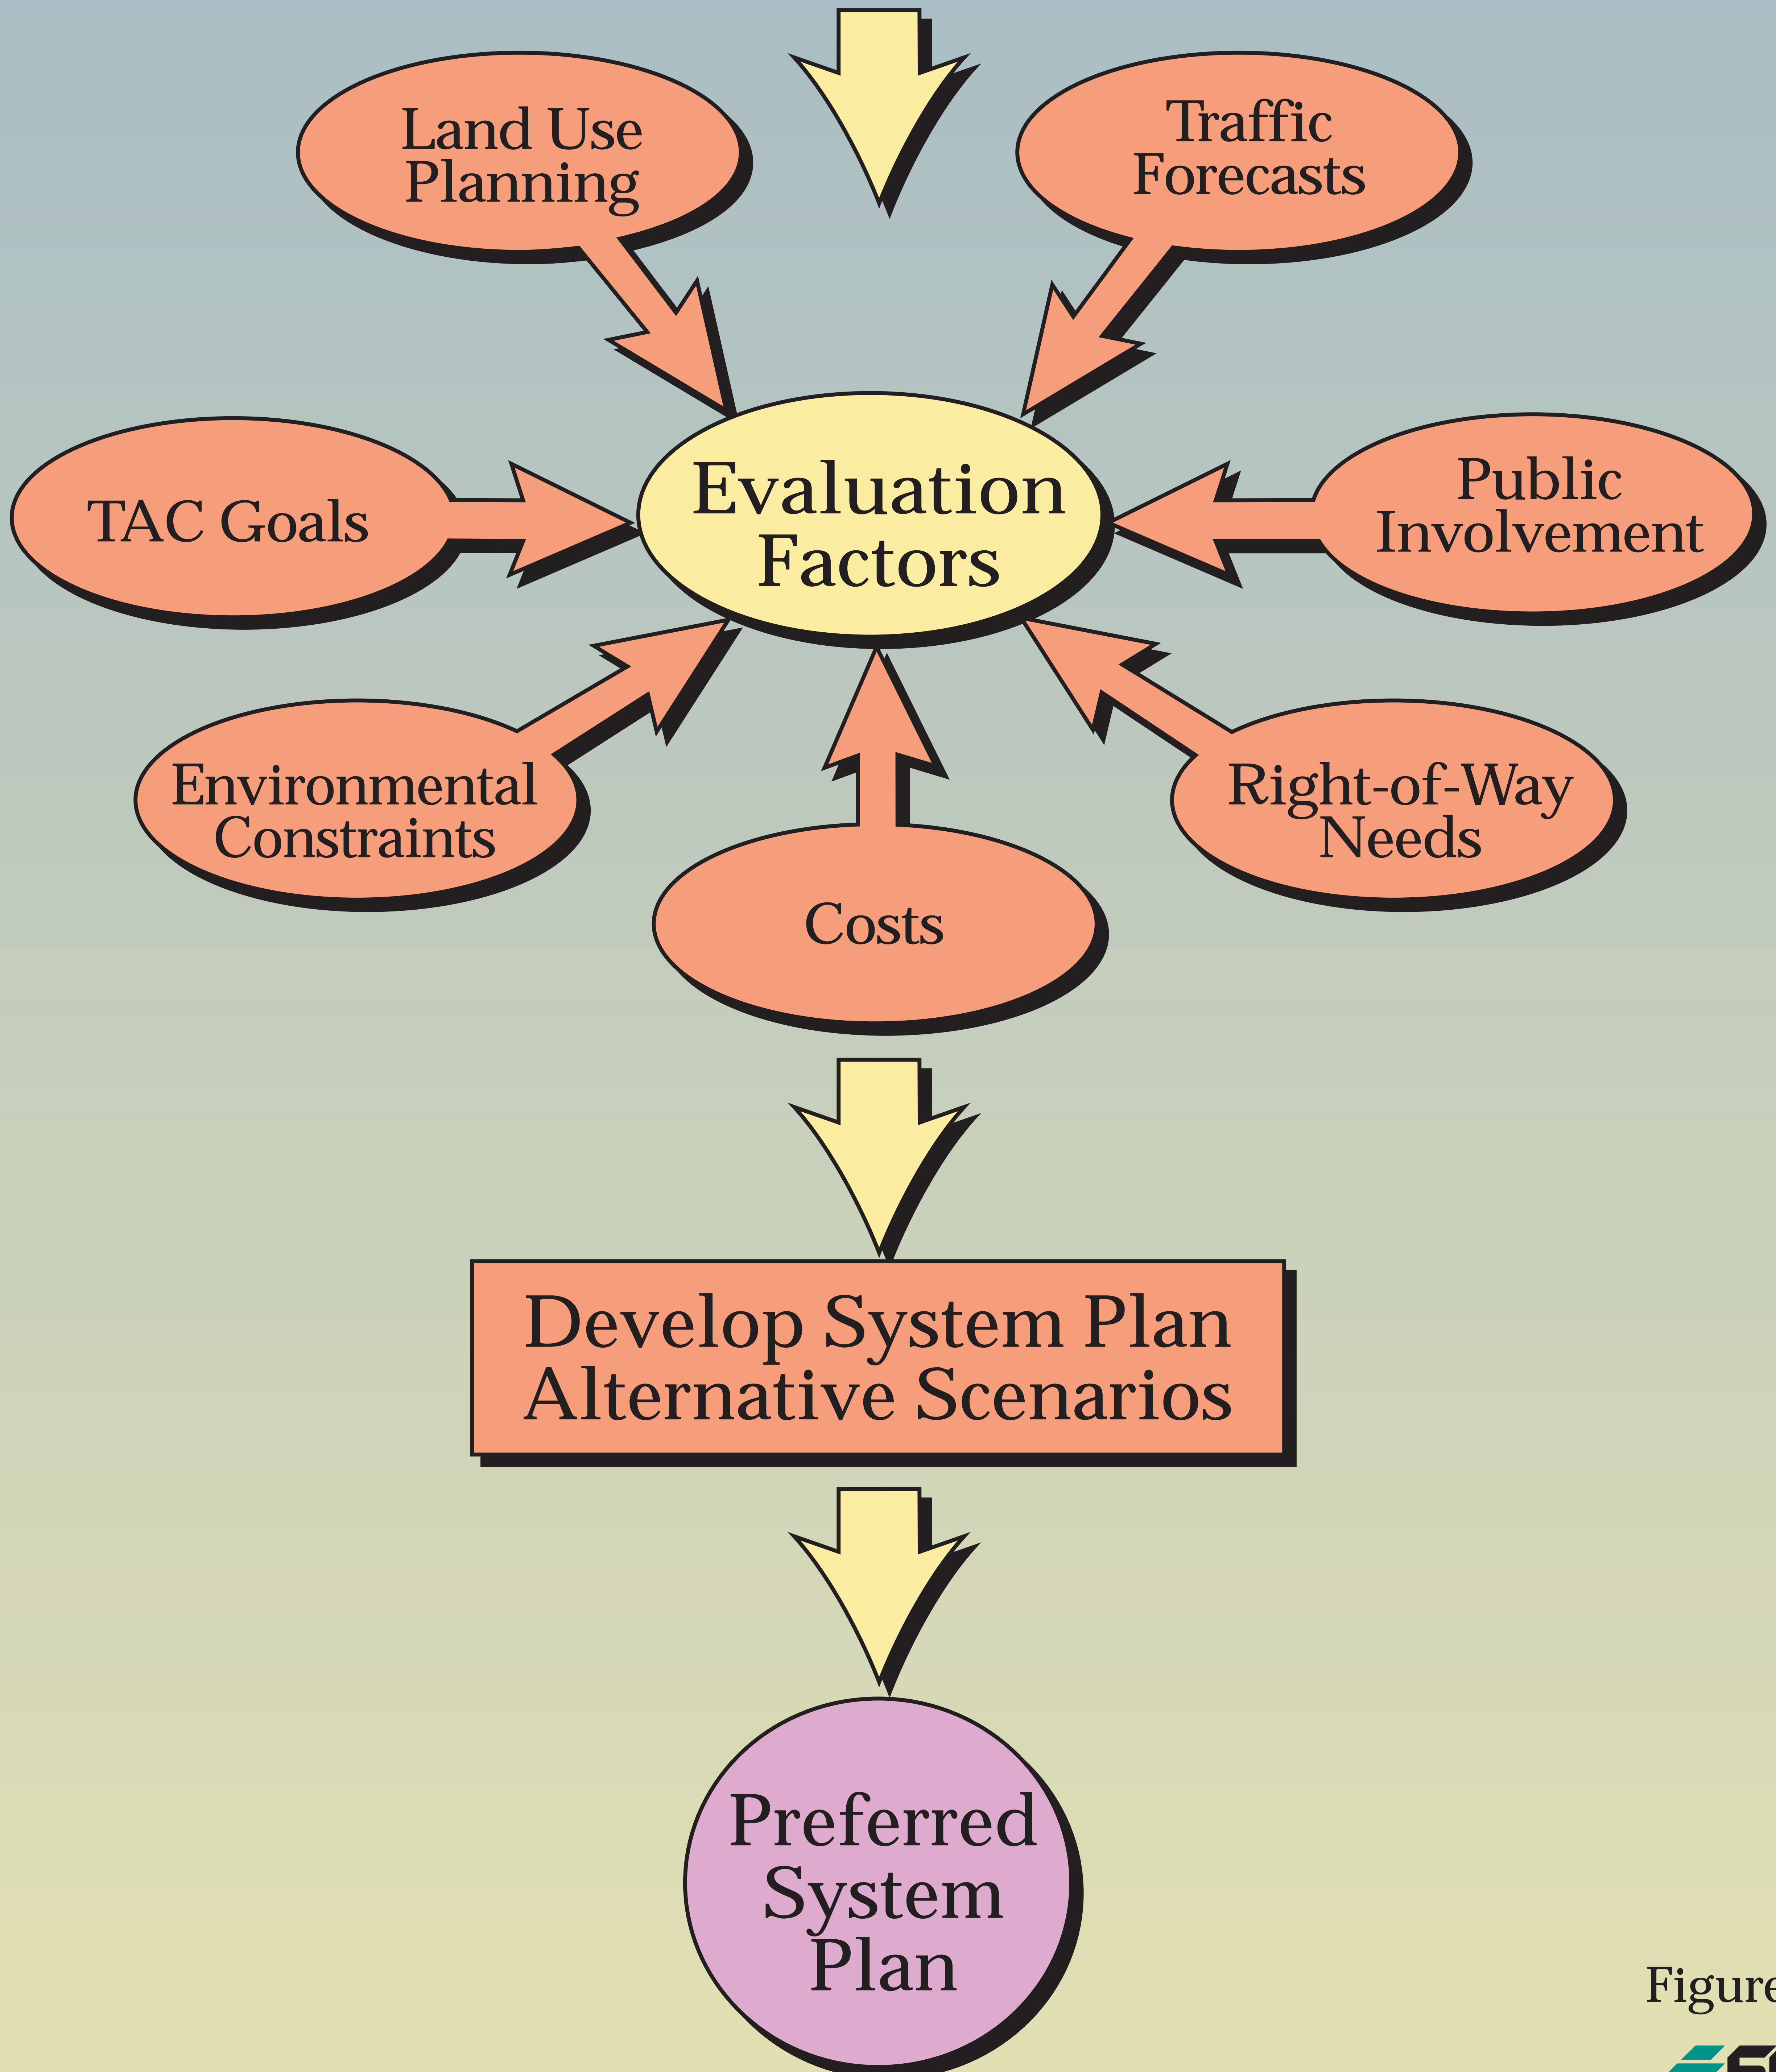 Land Use
Planning
Traffic
Forecasts
TAC Goals
Evaluation
Factors
Public
Involvement
Environmental
Constraints
Right-of-Way
Needs
Costs
Develop System Plan
Alternative Scenarios
Preferred
System
Plan
Figure